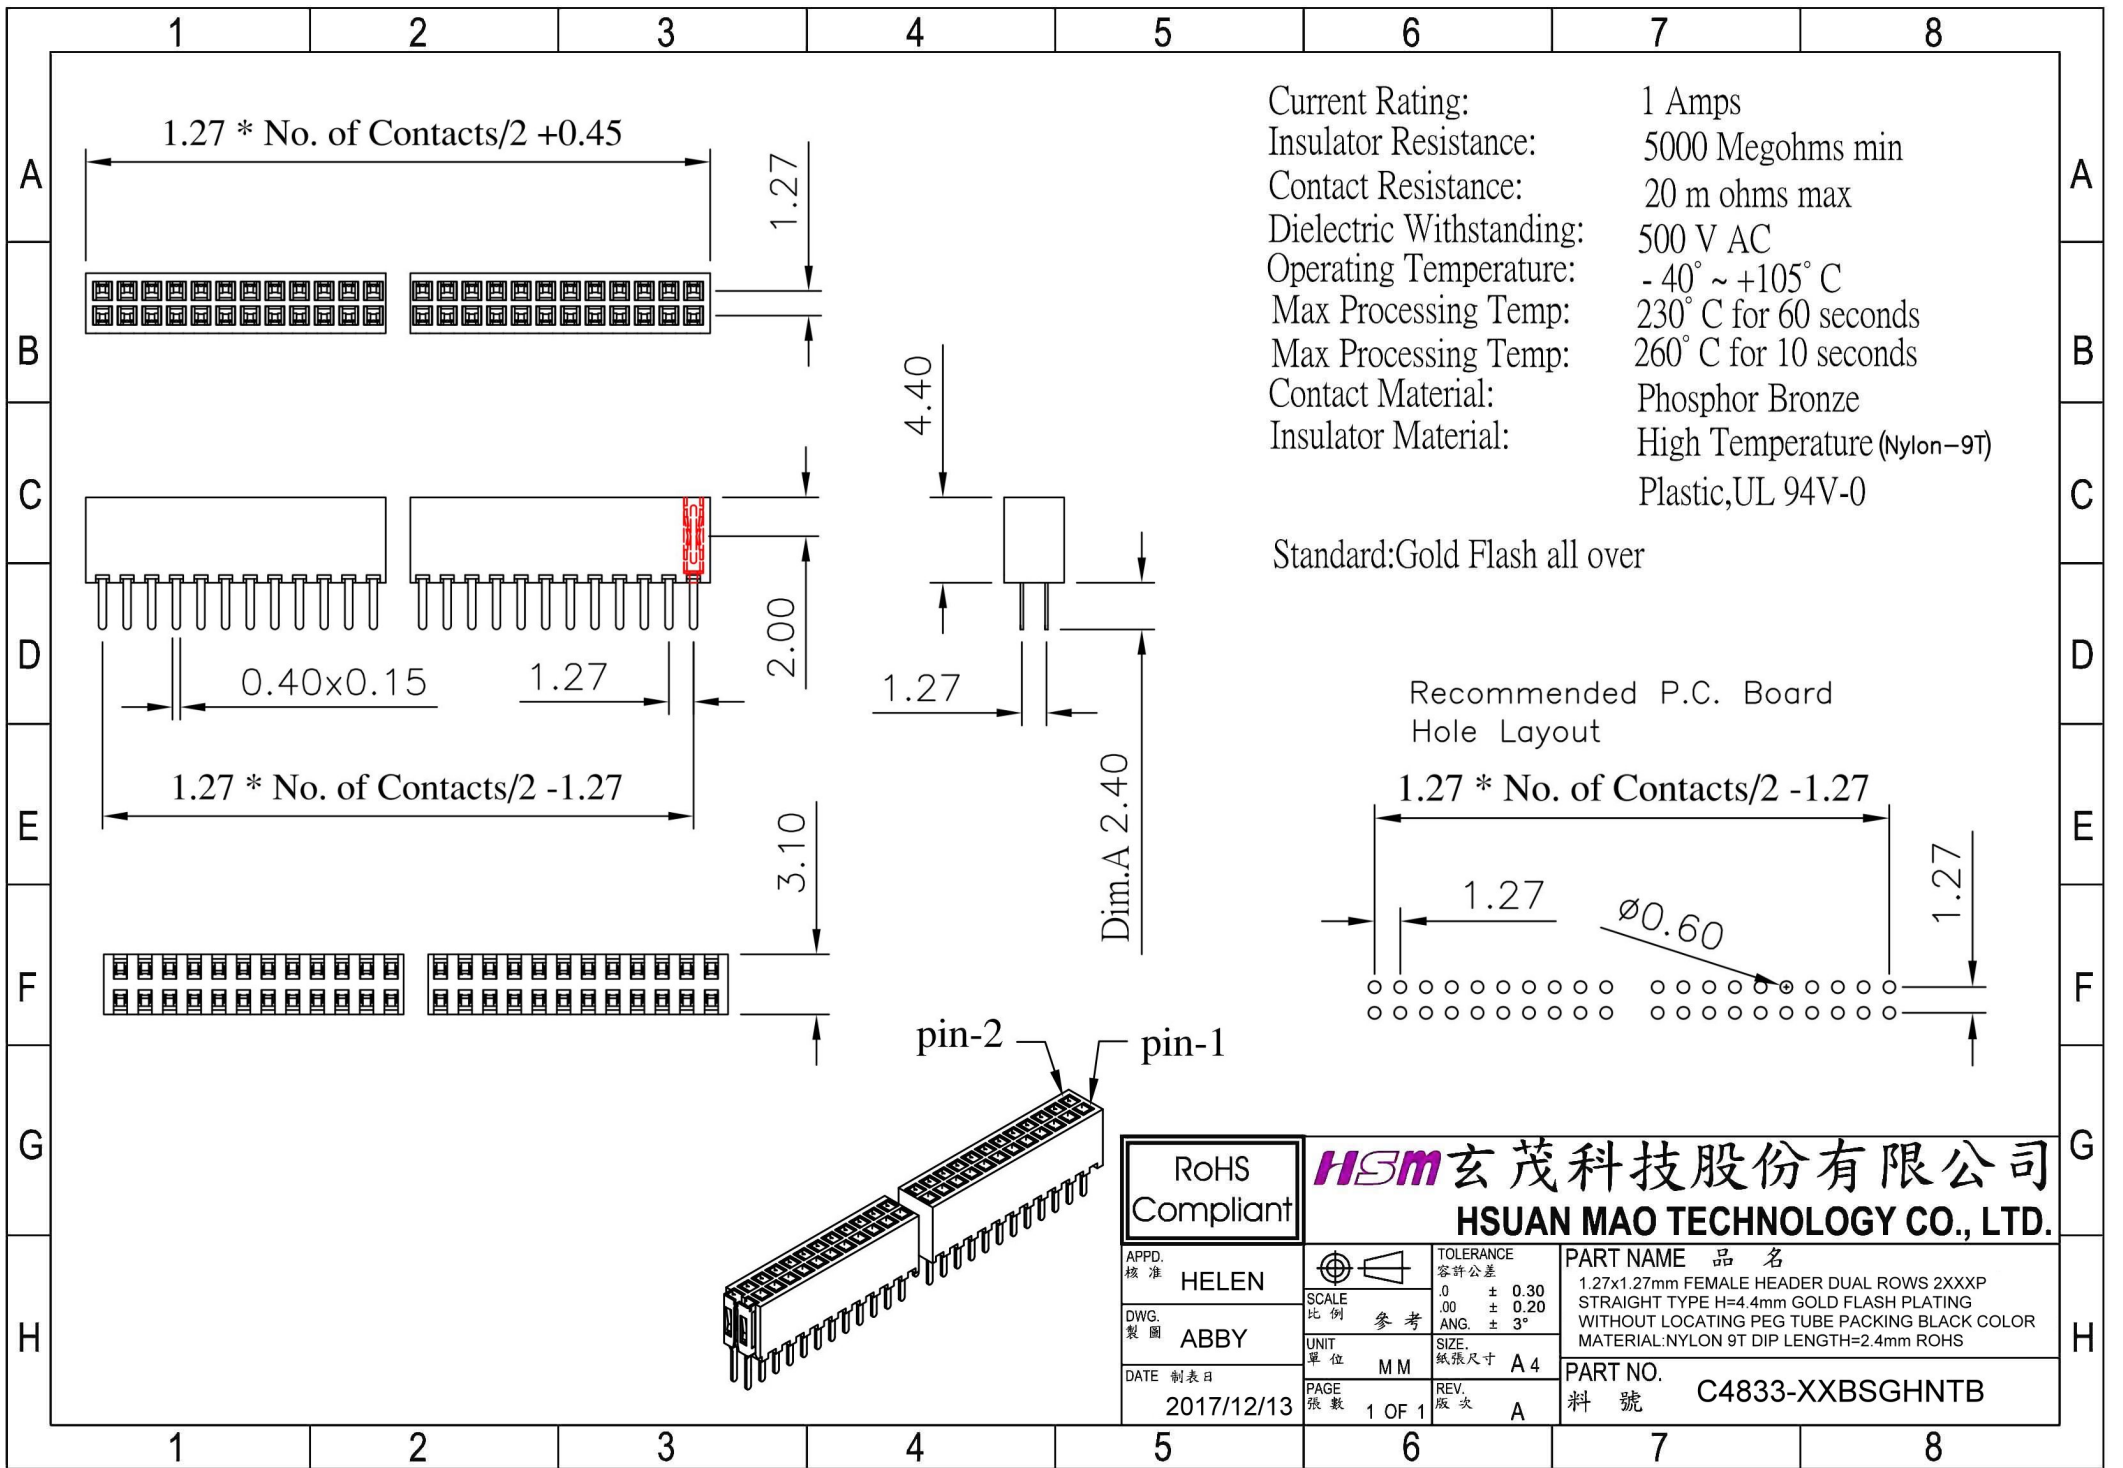 1 2 3 4 5 6 7 8
A
B
C
D
E
F
G
H
A
B
C
D
E
F
G
H
1.27 * No. of Contacts/2 +0.45
1.27
4.40
2.00
0.40x0.15
1.27
1.27
1.27 * No. of Contacts/2 -1.27
3.10
Dim.A 2.40
Current Rating: 1 Amps
Insulator Resistance: 5000 Megohms min
Contact Resistance: 20 m ohms max
Dielectric Withstanding: 500 V AC
Operating Temperature: - 40° ~ +105° C
Max Processing Temp: 230° C for 60 seconds
Max Processing Temp: 260° C for 10 seconds
Contact Material: Phosphor Bronze
Insulator Material: High Temperature (Nylon-9T)
Plastic,UL 94V-0
Standard:Gold Flash all over
Recommended P.C. Board
Hole Layout
1.27 * No. of Contacts/2 -1.27
1.27
ø0.60
1.27
pin-2
pin-1
RoHS
Compliant
HSM 玄茂科技股份有限公司
HSUAN MAO TECHNOLOGY CO., LTD.
APPD.
核准 HELEN
DWG.
製圖 ABBY
DATE 制表日
2017/12/13
SCALE
比例 參考
UNIT
單位 MM
PAGE
張數 1 OF 1
TOLERANCE
容許公差
.0 ± 0.30
.00 ± 0.20
ANG. ± 3°
SIZE.
紙張尺寸 A4
REV.
版次 A
PART NAME 品名
1.27x1.27mm FEMALE HEADER DUAL ROWS 2XXXP
STRAIGHT TYPE H=4.4mm GOLD FLASH PLATING
WITHOUT LOCATING PEG TUBE PACKING BLACK COLOR
MATERIAL:NYLON 9T DIP LENGTH=2.4mm ROHS
PART NO.
料號 C4833-XXBSGHNTB
1 2 3 4 5 6 7 8